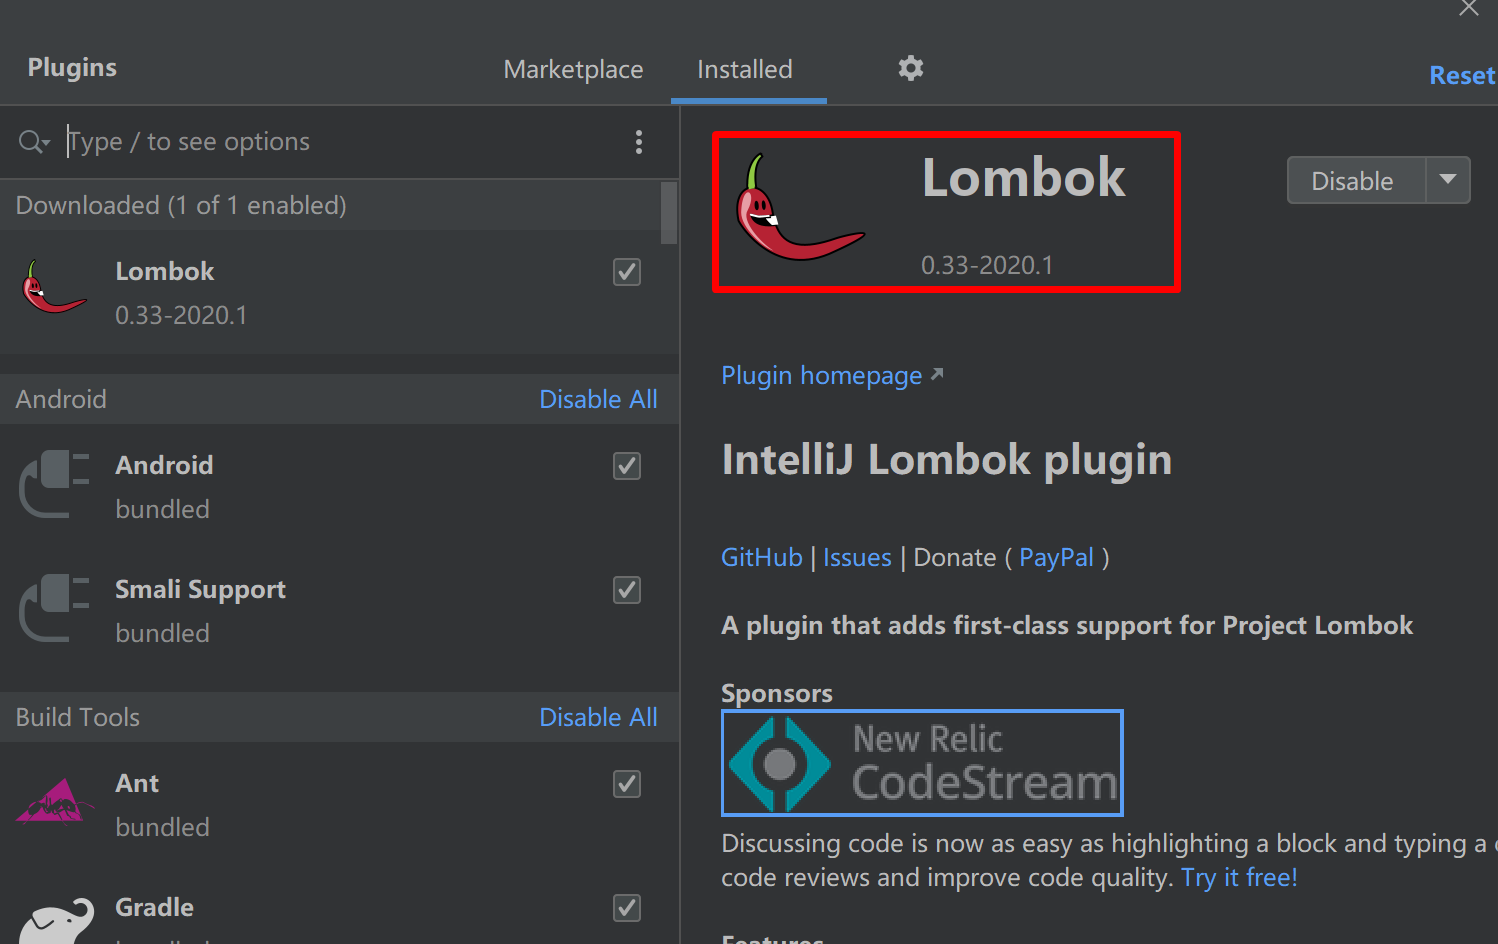 Plugins
Marketplace
Installed
Reset
Type / to see options
Downloaded (1 of 1 enabled)
Lombok
0.33-2020.1
Android
Disable All
Android
bundled
Smali Support
bundled
Build Tools
Disable All
Ant
bundled
Gradle
Lombok
0.33-2020.1
Disable
Plugin homepage
IntelliJ Lombok plugin
GitHub | Issues | Donate ( PayPal )
A plugin that adds first-class support for Project Lombok
Sponsors
New Relic
CodeStream
Discussing code is now as easy as highlighting a block and typing a
code reviews and improve code quality. Try it free!
Features